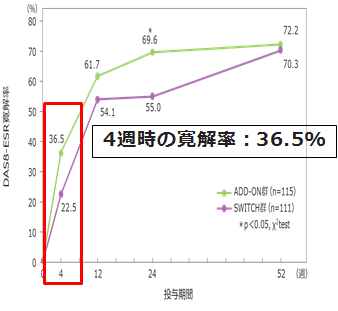 (%)
80
70
60
50
40
30
20
10
0
DAS8-ESR寛解率
36.5
61.7
*
69.6
72.2
22.5
54.1
55.0
70.3
4週時の寛解率：36.5%
ADD-ON群(n=115)
SWITCH群(n=111)
*p<0.05, χ²test
0 4 12 24 52 (週)
投与期間